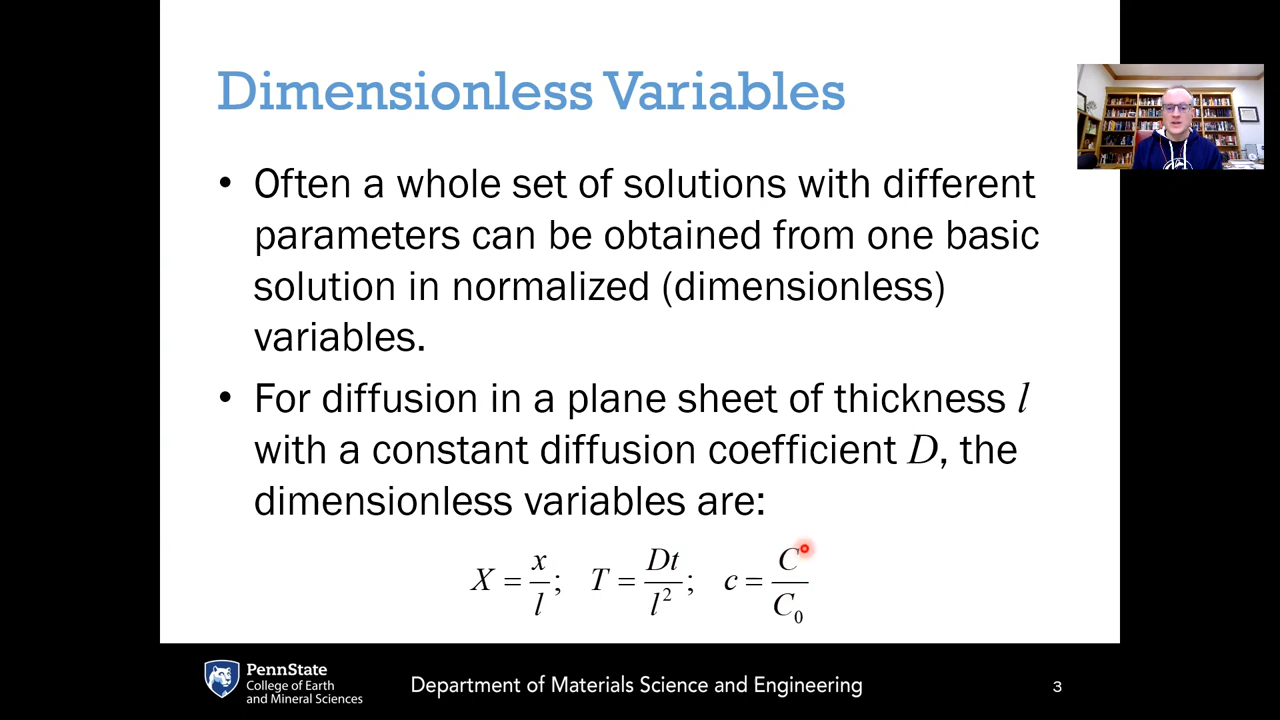 Dimensionless Variables
• Often a whole set of solutions with different
parameters can be obtained from one basic
solution in normalized (dimensionless)
variables.
• For diffusion in a plane sheet of thickness l
with a constant diffusion coefficient D, the
dimensionless variables are:
X = x/l; T = Dt/l²; c = C/C₀
PennState
College of Earth
and Mineral Sciences
Department of Materials Science and Engineering
3